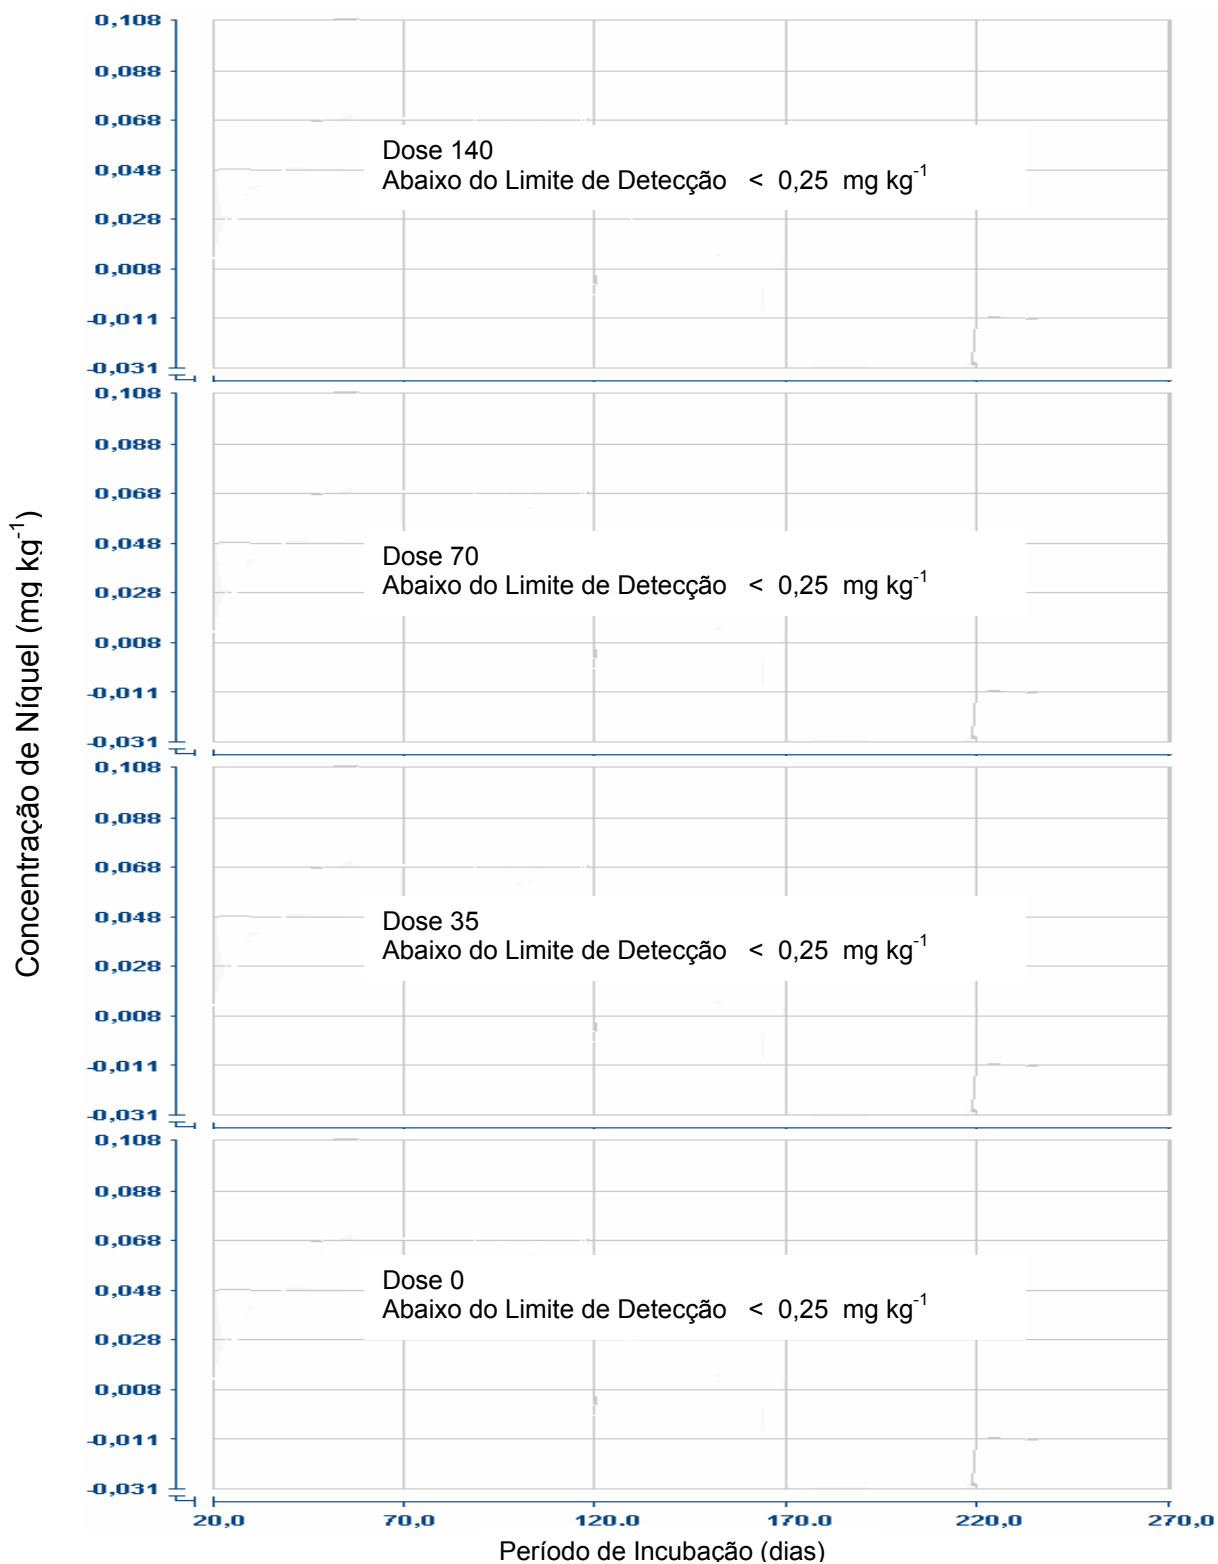 0,108
0,088
0,068
Dose 140
0,048
Abaixo do Limite de Detecção < 0,25 mg kg-1
0,028
0,008
-0,011
-0,031
0,108
0,088
0,068
0,048
Dose 70
Abaixo do Limite de Detecção < 0,25 mg kg-1
0,028
0,008
-0,011
-0,031
Concentração de Níquel (mg kg-1)
0,108
0,088
0,068
0,048
Dose 35
Abaixo do Limite de Detecção < 0,25 mg kg-1
0,028
0,008
-0,011
-0,031
0,108
0,088
0,068
Dose 0
0,048
Abaixo do Limite de Detecção < 0,25 mg kg-1
0,028
0,008
-0,011
-0,031
20,0 70,0 120.0 170.0 220,0 270,0
Período de Incubação (dias)